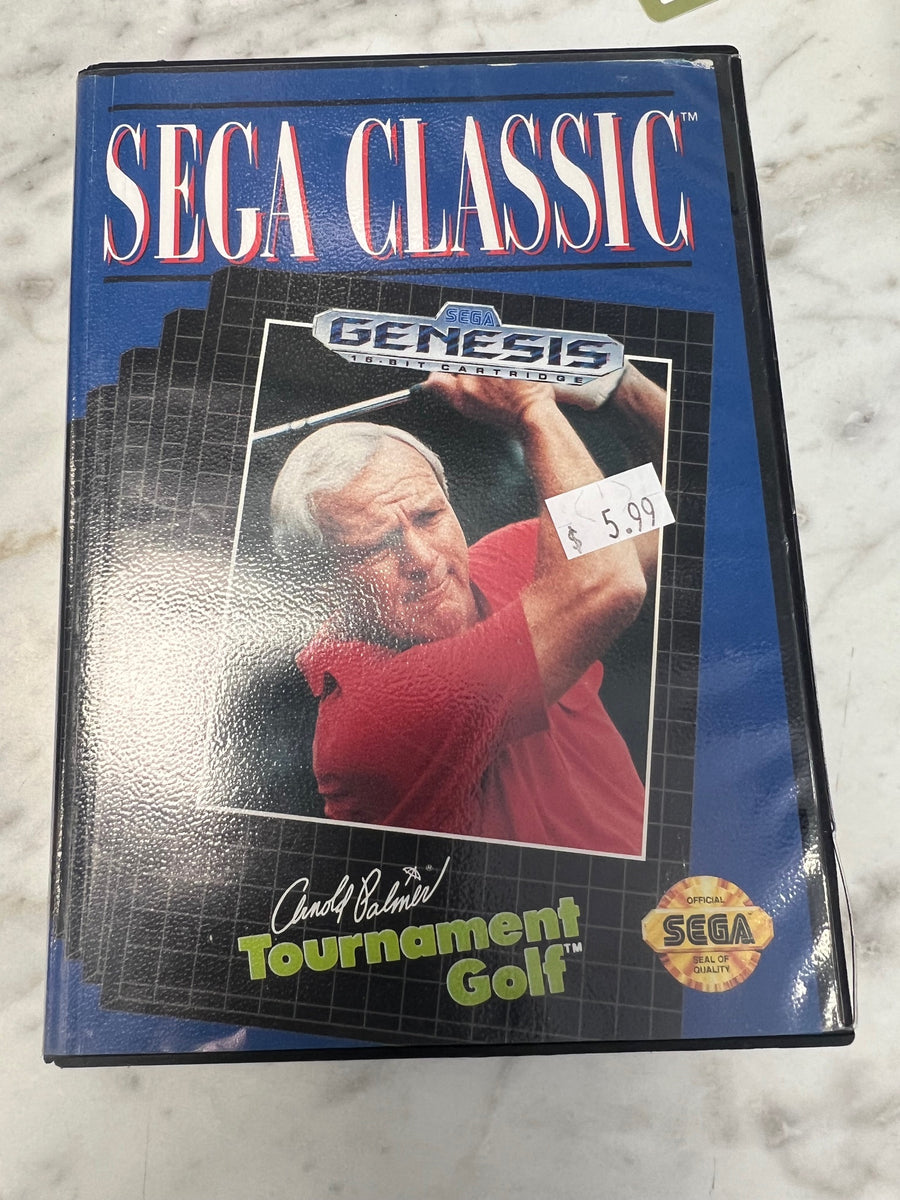 SEGA CLASSIC™
SEGA
GENESIS
16-BIT CARTRIDGE
$ 5.99
Arnold Palmer®
Tournament
Golf™
OFFICIAL
SEGA
SEAL OF
QUALITY